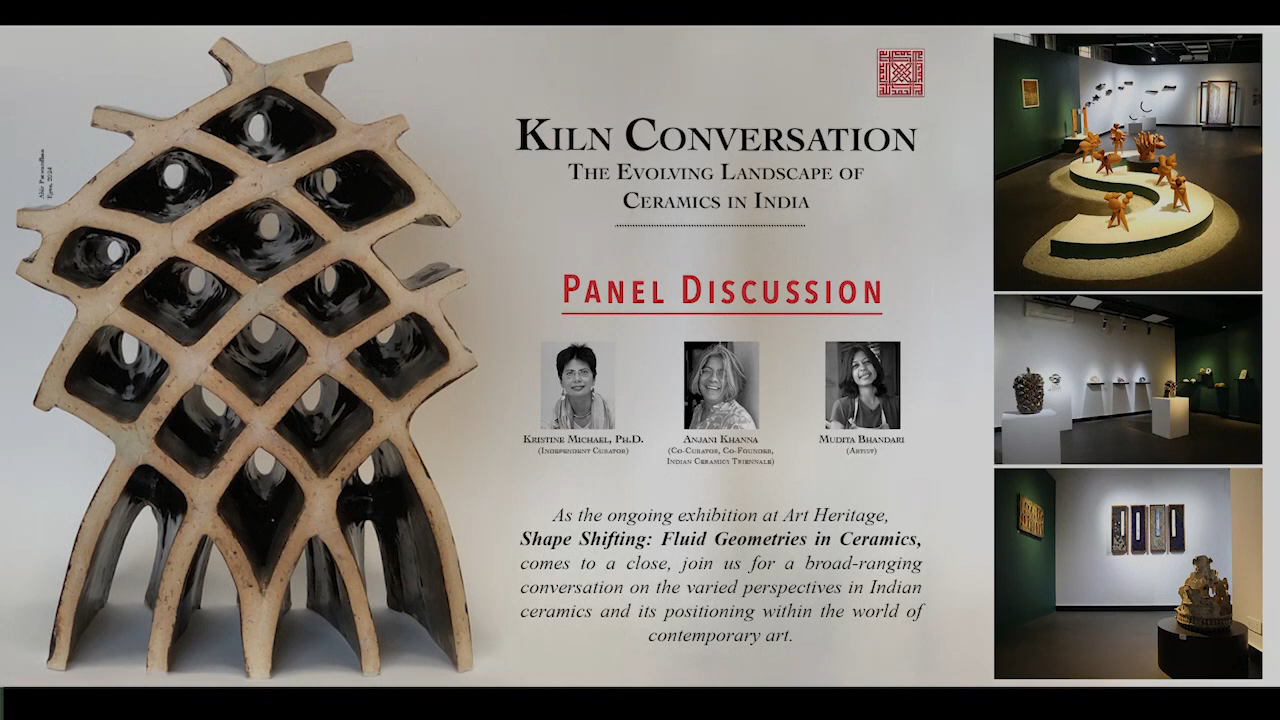 KILN CONVERSATION
THE EVOLVING LANDSCAPE OF
CERAMICS IN INDIA
PANEL DISCUSSION
KRISTINE MICHAEL, PH.D.
(INDEPENDENT CURATOR)
ANJANI KHANNA
(CO-CURATOR, CO-FOUNDER,
INDIAN CERAMICS TRIENNALE)
MUDITA BHANDARI
(ARTIST)
As the ongoing exhibition at Art Heritage,
Shape Shifting: Fluid Geometries in Ceramics,
comes to a close, join us for a broad-ranging
conversation on the varied perspectives in Indian
ceramics and its positioning within the world of
contemporary art.